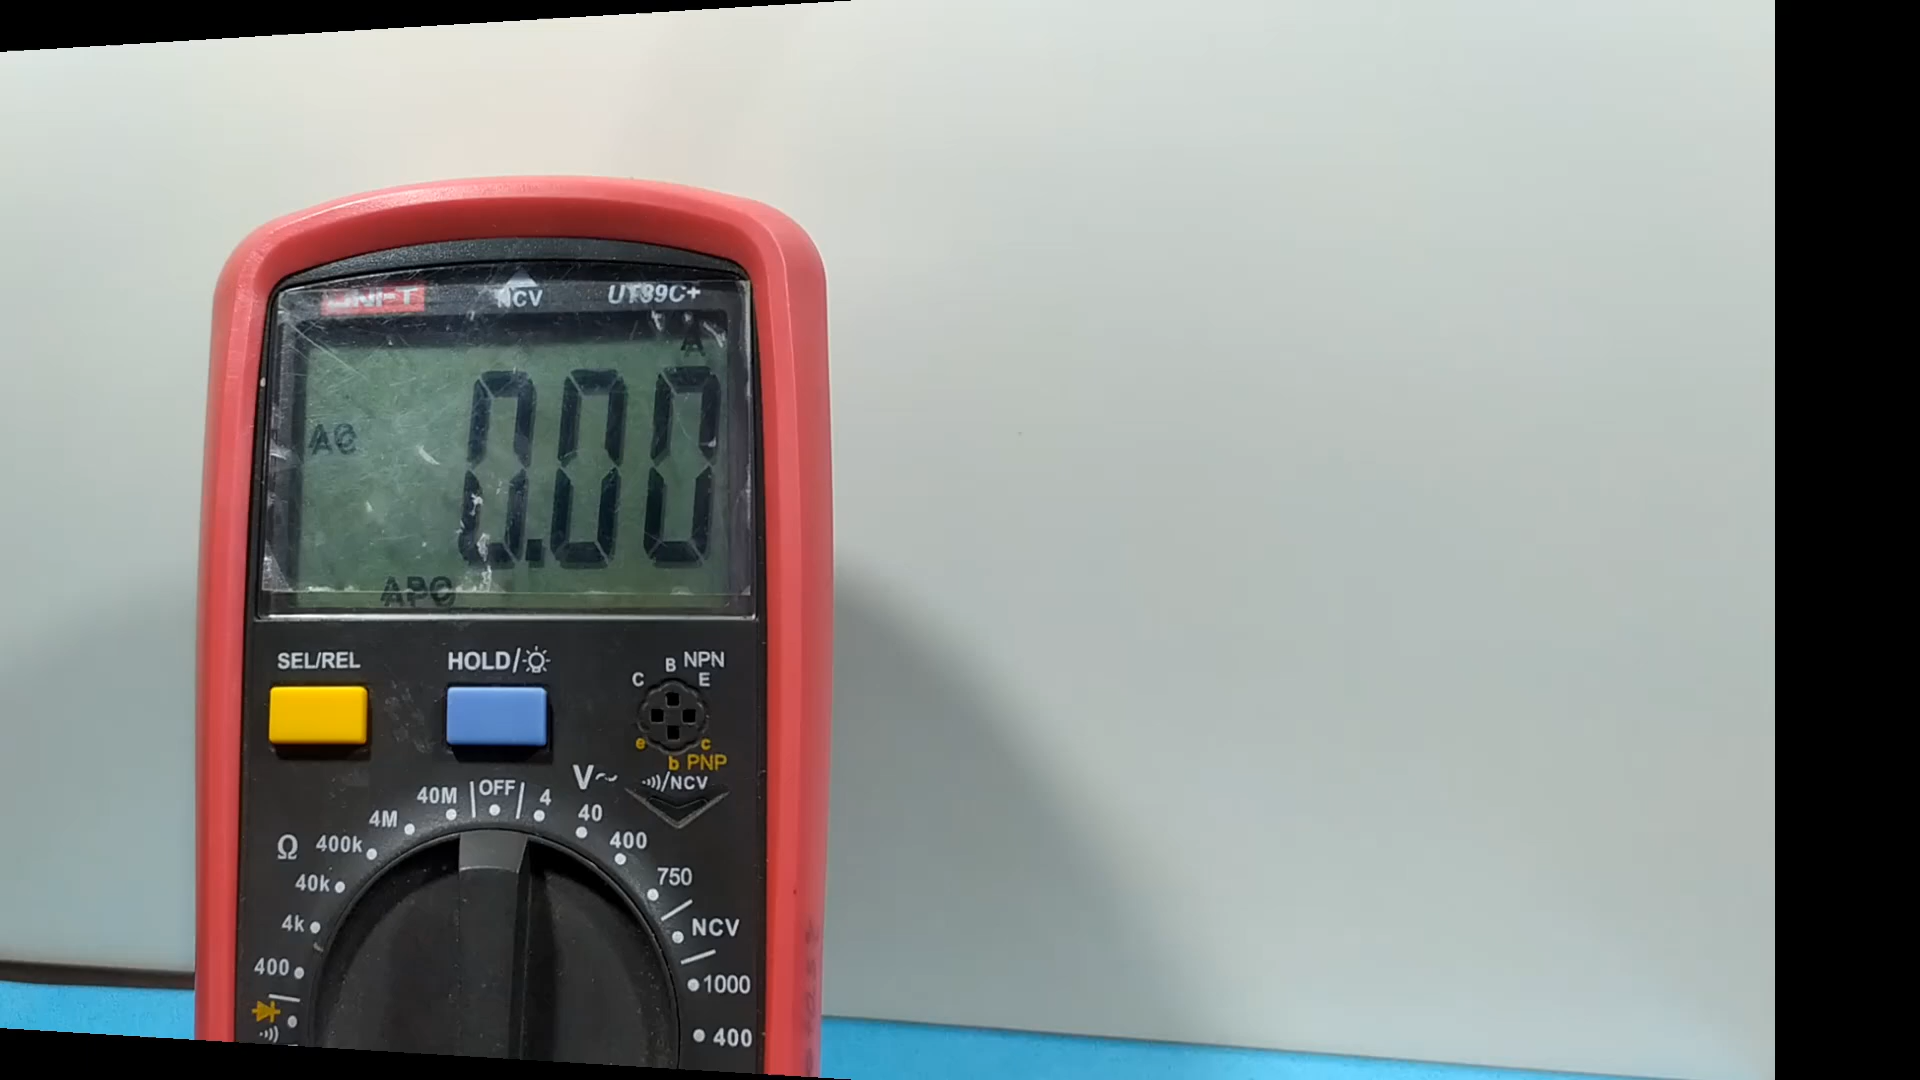 UNI-T NCV UT89C+
A
AC
0.00
APO
SEL/REL HOLD/
B NPN
C E
e c
b PNP
V~ /NCV
40M OFF 4
4M 40
Ω 400k 400
40k 750
4k NCV
400 1000
400